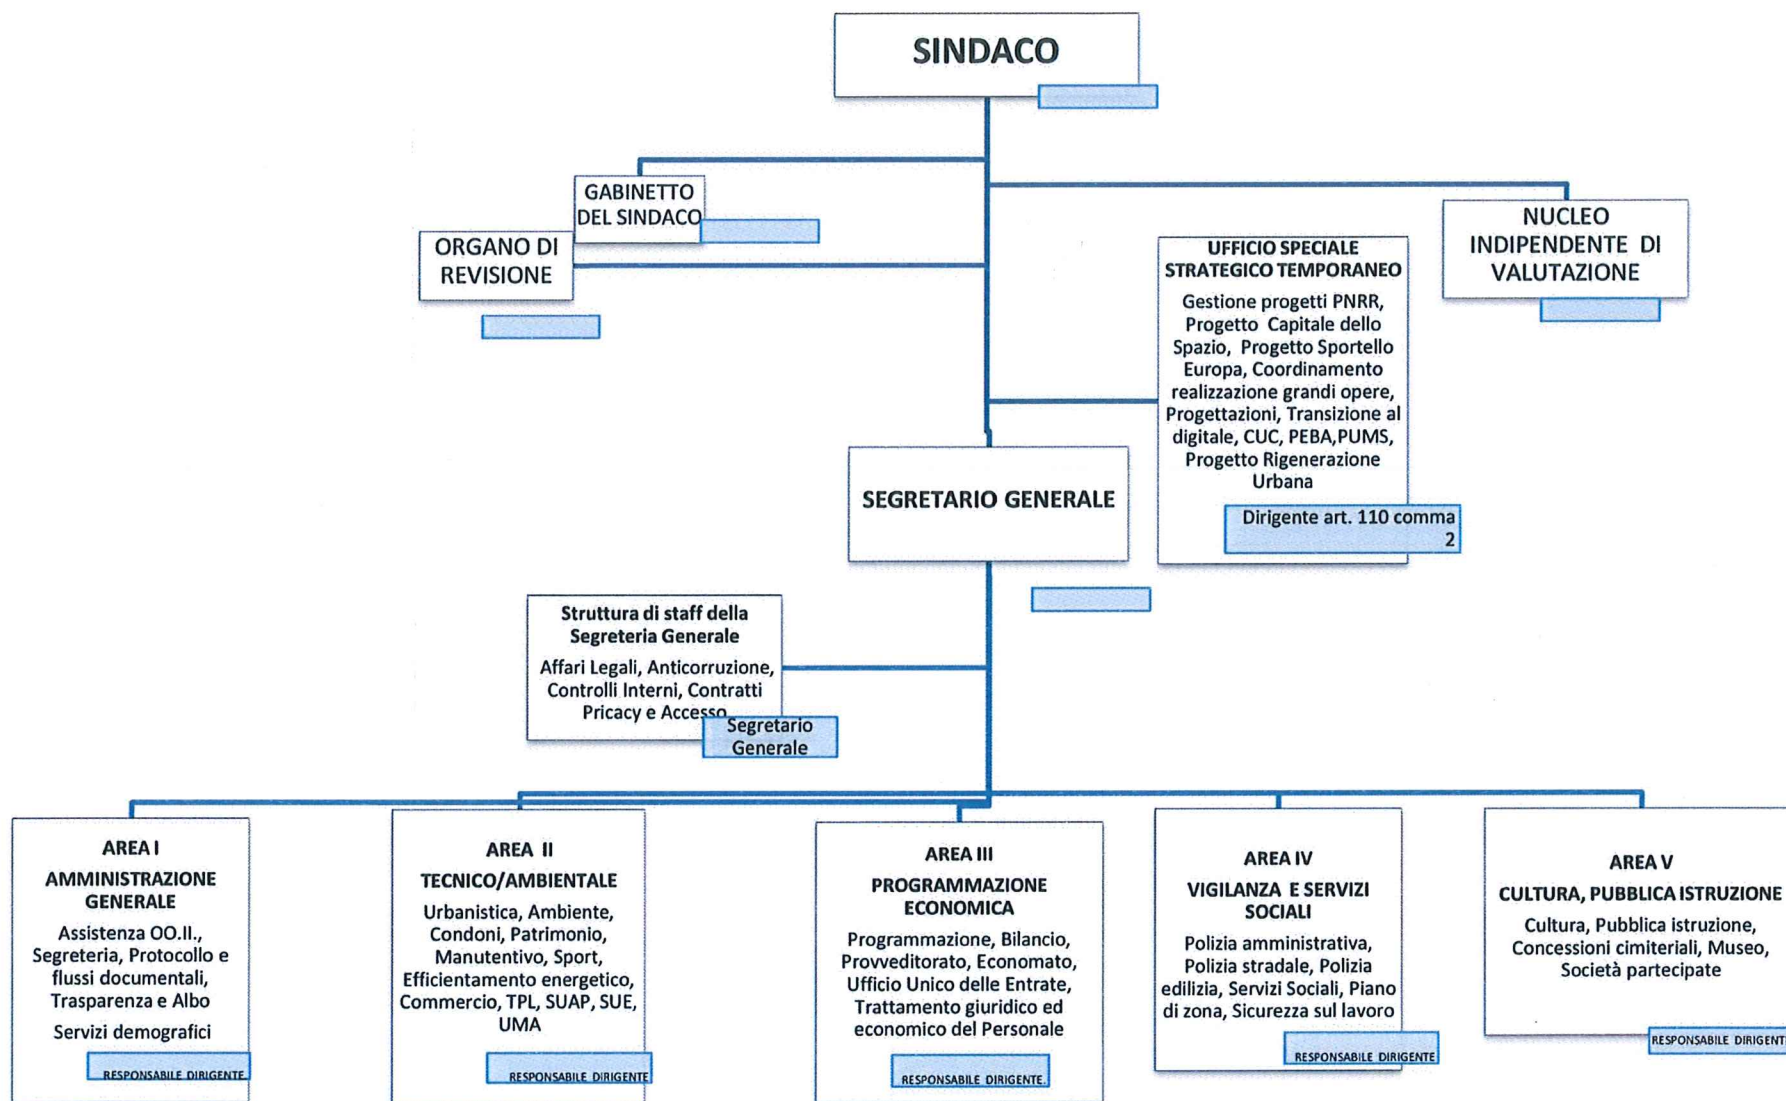 SINDACO
GABINETTO
DEL SINDACO
ORGANO DI
REVISIONE
NUCLEO
INDIPENDENTE DI
VALUTAZIONE
UFFICIO SPECIALE
STRATEGICO TEMPORANEO
Gestione progetti PNRR,
Progetto Capitale dello
Spazio, Progetto Sportello
Europa, Coordinamento
realizzazione grandi opere,
Progettazioni, Transizione al
digitale, CUC, PEBA,PUMS,
Progetto Rigenerazione
Urbana
Dirigente art. 110 comma
2
SEGRETARIO GENERALE
Struttura di staff della
Segreteria Generale
Affari Legali, Anticorruzione,
Controlli Interni, Contratti
Pricacy e Accesso
Segretario
Generale
AREA I
AMMINISTRAZIONE
GENERALE
Assistenza OO.II.,
Segreteria, Protocollo e
flussi documentali,
Trasparenza e Albo
Servizi demografici
RESPONSABILE DIRIGENTE
AREA II
TECNICO/AMBIENTALE
Urbanistica, Ambiente,
Condoni, Patrimonio,
Manutentivo, Sport,
Efficientamento energetico,
Commercio, TPL, SUAP, SUE,
UMA
RESPONSABILE DIRIGENTE
AREA III
PROGRAMMAZIONE
ECONOMICA
Programmazione, Bilancio,
Provveditorato, Economato,
Ufficio Unico delle Entrate,
Trattamento giuridico ed
economico del Personale
RESPONSABILE DIRIGENTE.
AREA IV
VIGILANZA E SERVIZI
SOCIALI
Polizia amministrativa,
Polizia stradale, Polizia
edilizia, Servizi Sociali, Piano
di zona, Sicurezza sul lavoro
RESPONSABILE DIRIGENTE
AREA V
CULTURA, PUBBLICA ISTRUZIONE
Cultura, Pubblica istruzione,
Concessioni cimiteriali, Museo,
Società partecipate
RESPONSABILE DIRIGENTE